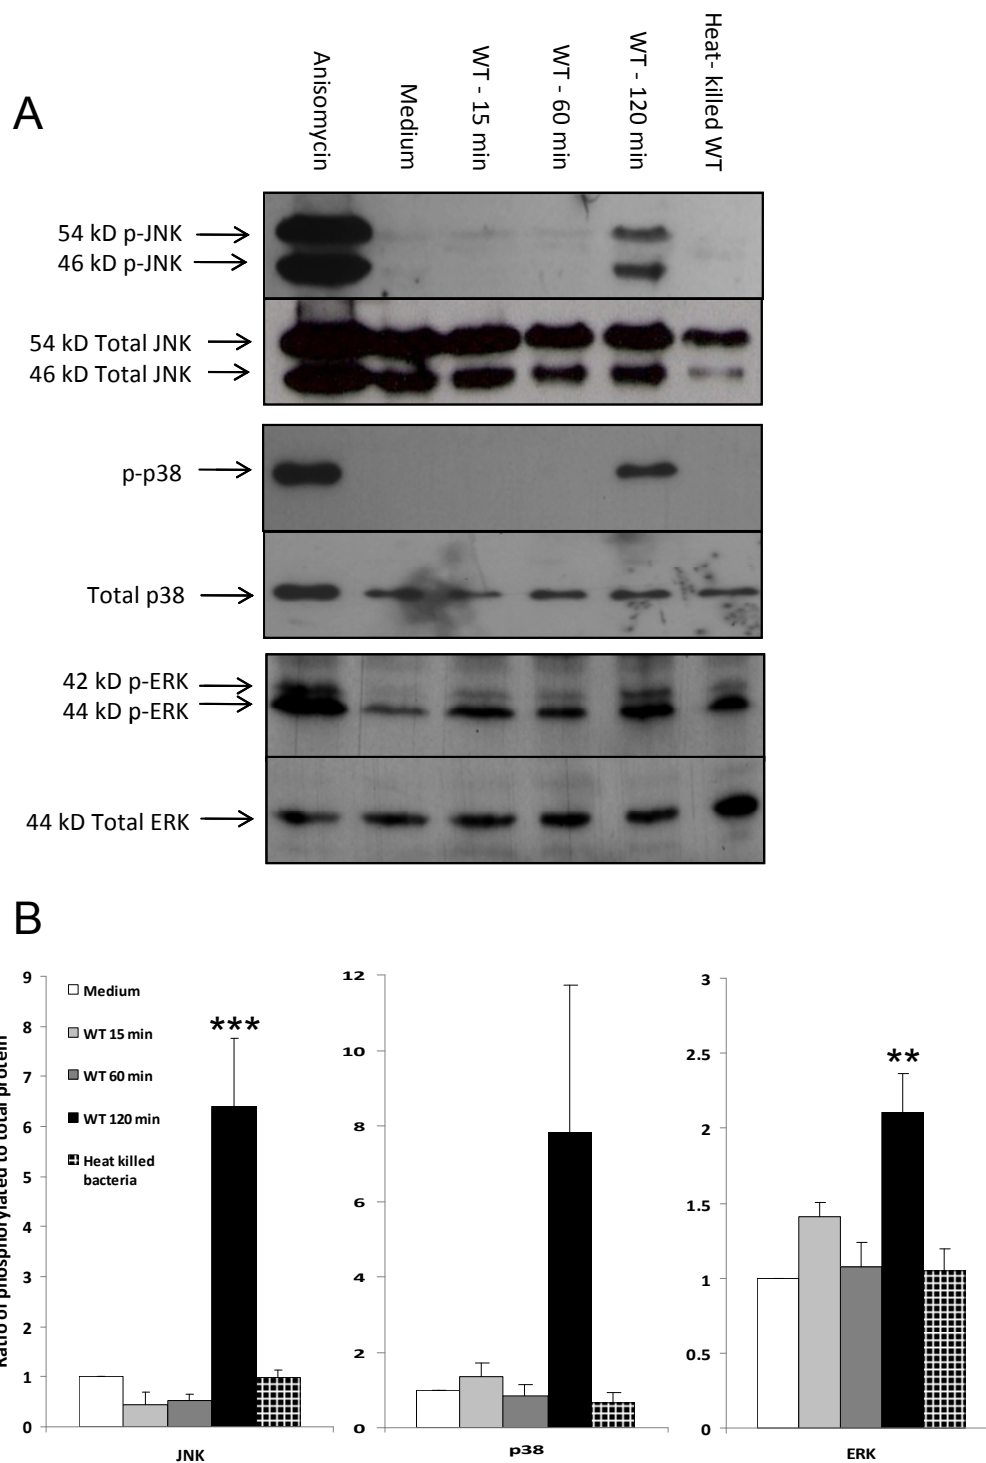 A
Anisomycin
Medium
WT - 15 min
WT - 60 min
WT - 120 min
Heat- killed WT
54 kD p-JNK
46 kD p-JNK
54 kD Total JNK
46 kD Total JNK
p-p38
Total p38
42 kD p-ERK
44 kD p-ERK
44 kD Total ERK
B
Ratio of phosphorylated to total protein
9
8
7
6
5
4
3
2
1
0
Medium
WT 15 min
WT 60 min
WT 120 min
Heat killed
bacteria
***
JNK
12
10
8
6
4
2
0
p38
3
2.5
2
1.5
1
0.5
0
**
ERK